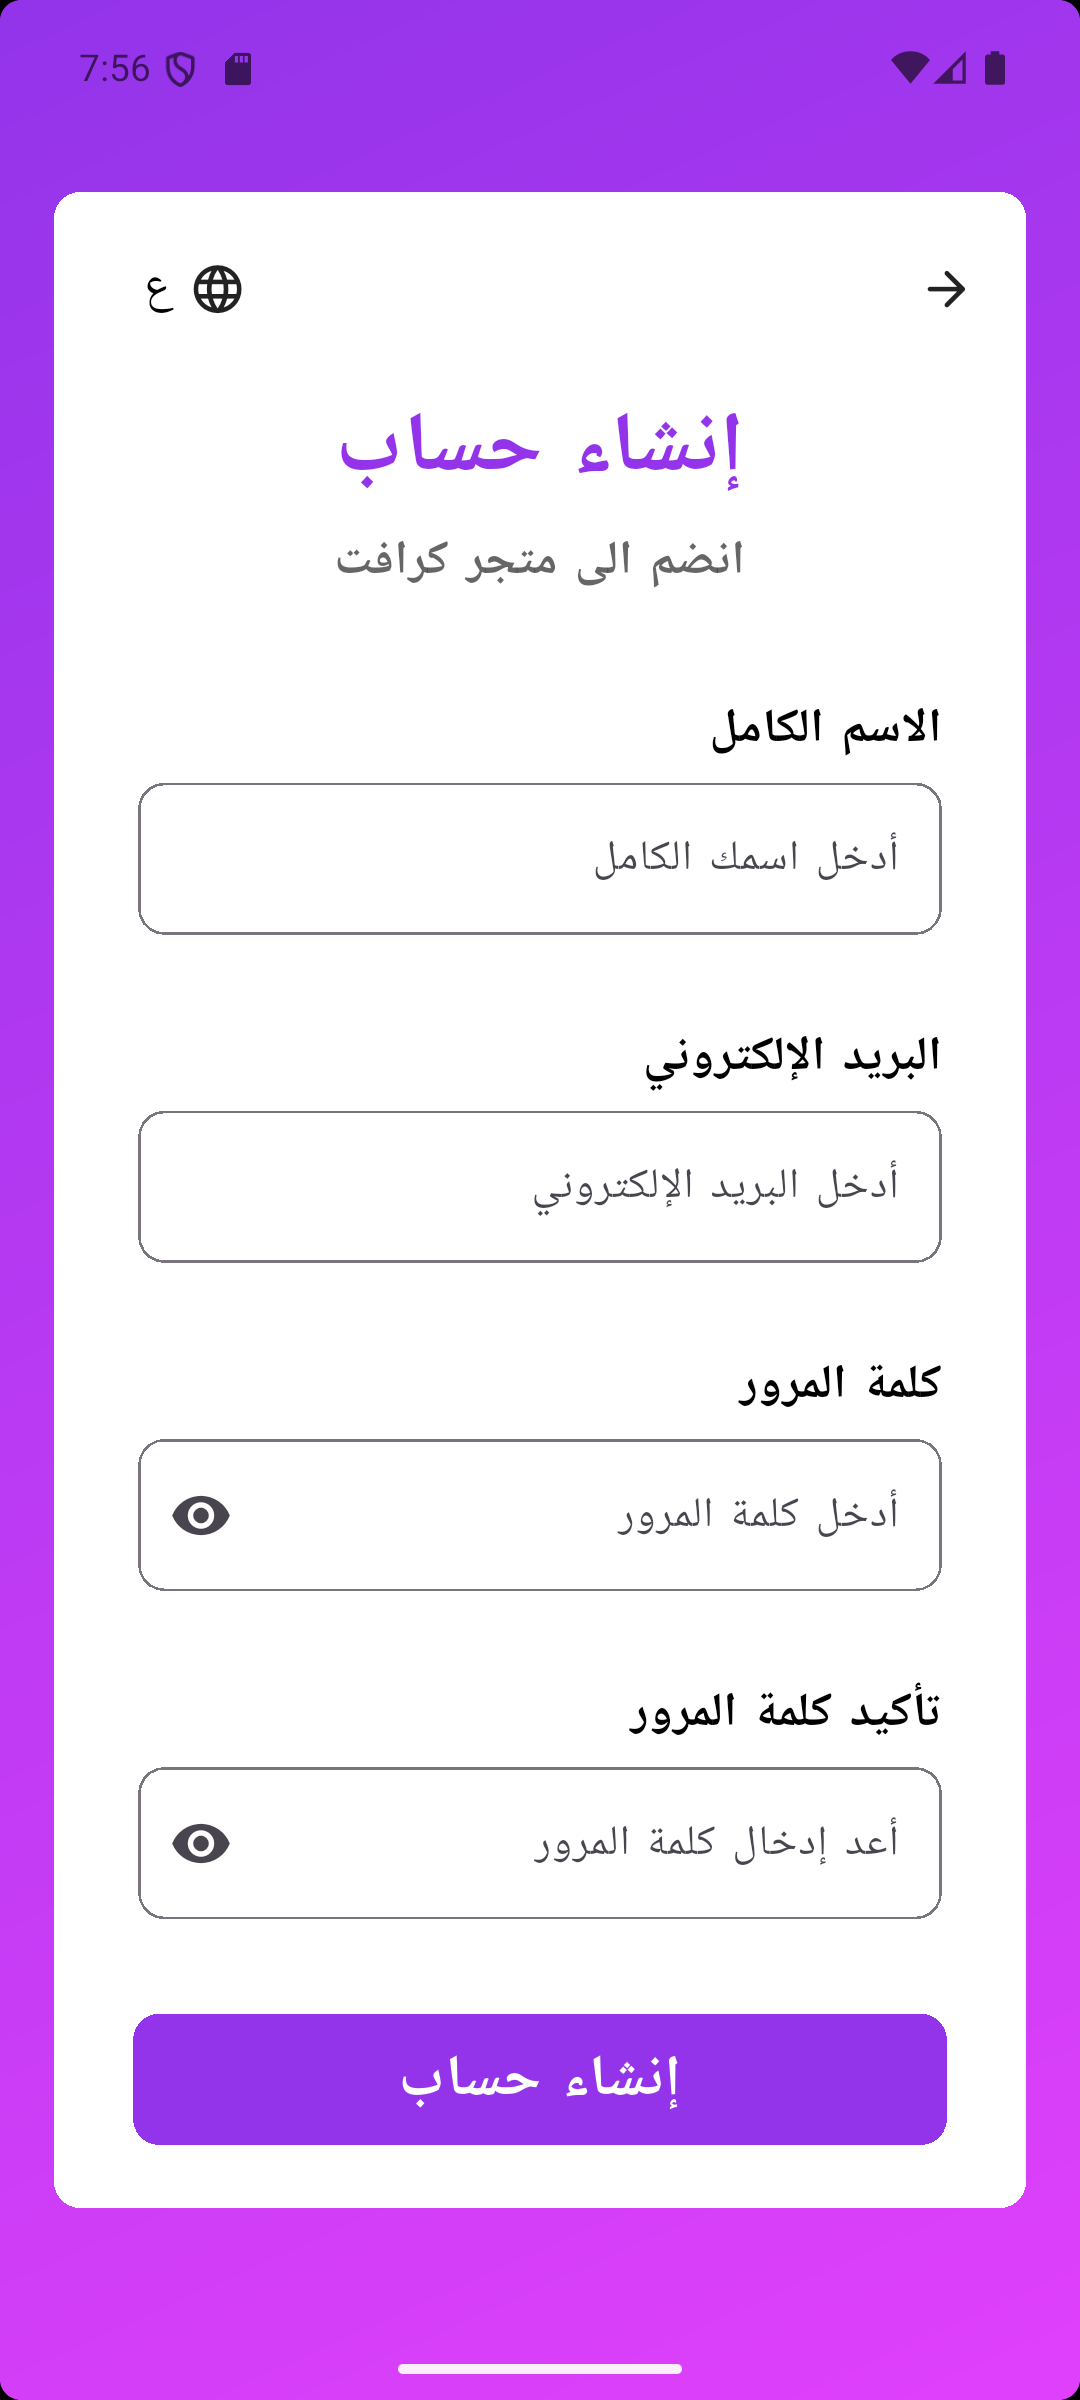 7:56
ع
إنشاء حساب
انضم الى متجر كرافت
الاسم الكامل
أدخل اسمك الكامل
البريد الإلكتروني
أدخل البريد الإلكتروني
كلمة المرور
أدخل كلمة المرور
تأكيد كلمة المرور
أعد إدخال كلمة المرور
إنشاء حساب